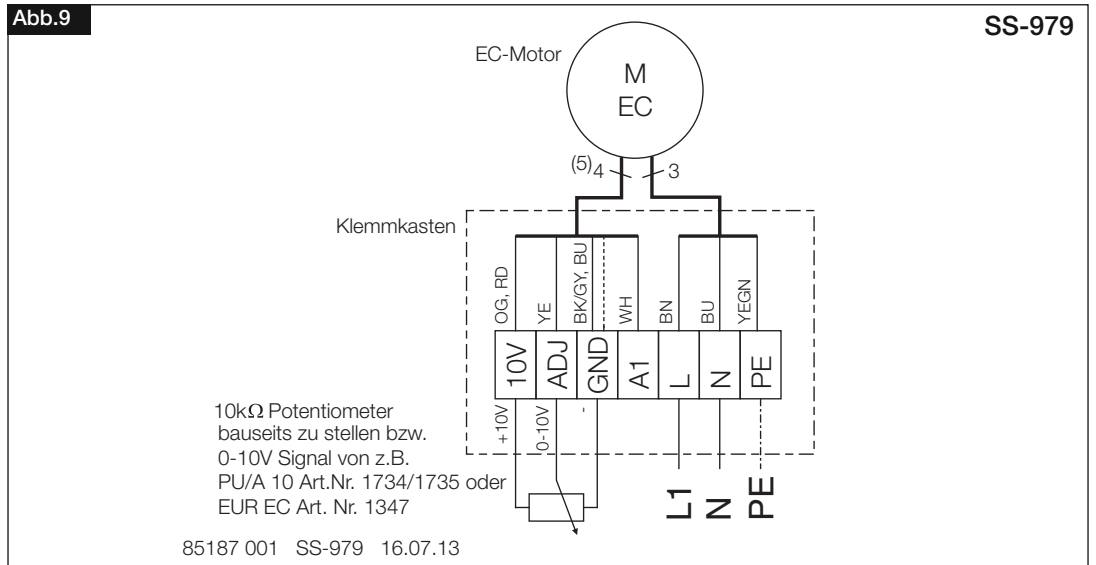 Abb.9
SS-979
EC-Motor
M
EC
(5)4
3
Klemmkasten
OG, RD
YE
BK/GY, BU
WH
BN
BU
YEGN
10V
ADJ
GND
A1
L
N
PE
+10V
0-10V
-
10kΩ Potentiometer
bauseits zu stellen bzw.
0-10V Signal von z.B.
PU/A 10 Art.Nr. 1734/1735 oder
EUR EC Art. Nr. 1347
L1
N
PE
85187 001 SS-979 16.07.13